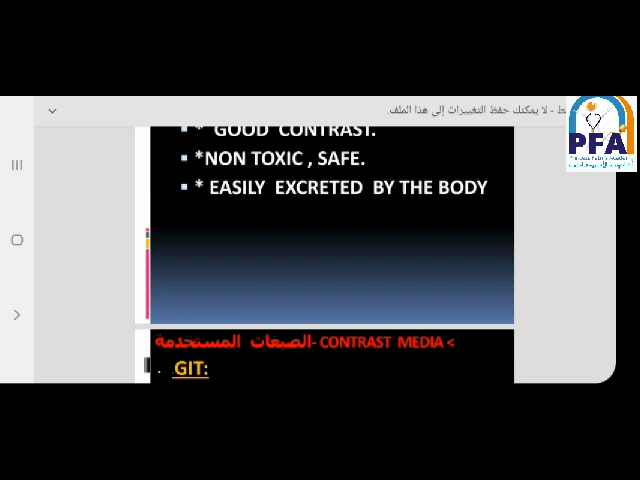 لا يمكنك حفظ التغييرات إلى هذا الملف.
PFA
* GOOD CONTRAST.
*NON TOXIC , SAFE.
* EASILY EXCRETED BY THE BODY
الصبغات المستخدمة- CONTRAST MEDIA <
GIT: